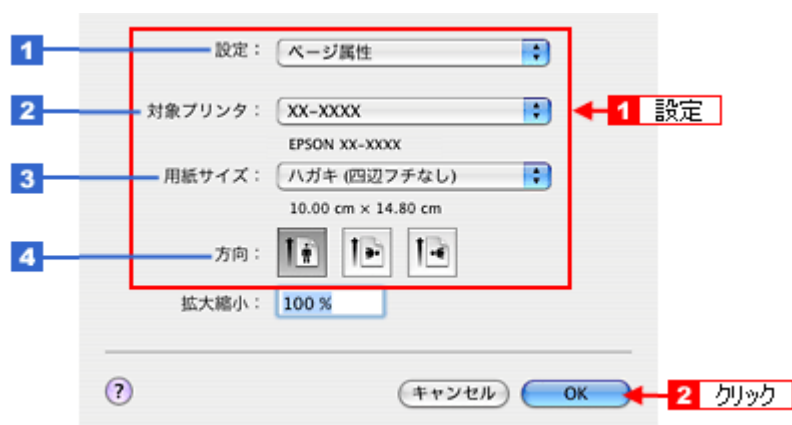 1 設定： ページ属性
2 対象プリンタ： XX-XXXX 1 設定
EPSON XX-XXXX
3 用紙サイズ： ハガキ (四辺フチなし)
10.00 cm × 14.80 cm
4 方向：
拡大縮小： 100 %
? キャンセル OK 2 クリック